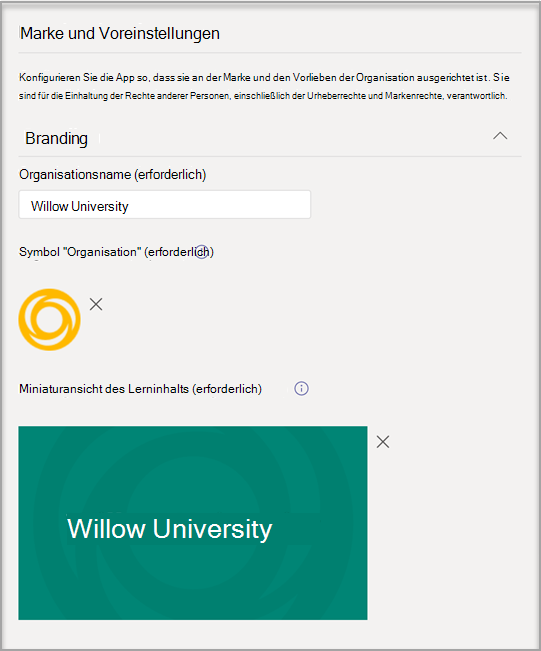 Marke und Voreinstellungen
Konfigurieren Sie die App so, dass sie an der Marke und den Vorlieben der Organisation ausgerichtet ist. Sie
sind für die Einhaltung der Rechte anderer Personen, einschließlich der Urheberrechte und Markenrechte, verantwortlich.
Branding
Organisationsname (erforderlich)
Willow University
Symbol "Organisation" (erforderlich)
Miniaturansicht des Lerninhalts (erforderlich)
Willow University